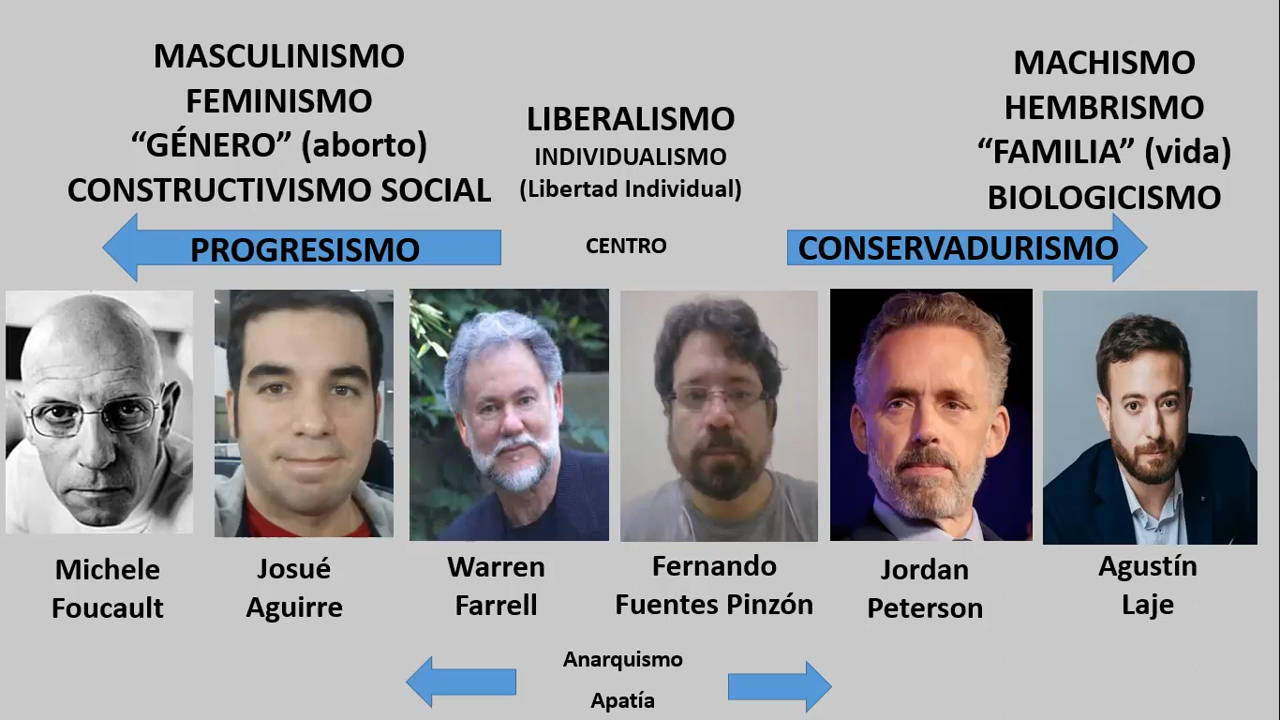 MASCULINISMO
FEMINISMO
“GÉNERO” (aborto)
CONSTRUCTIVISMO SOCIAL
PROGRESISMO
LIBERALISMO
INDIVIDUALISMO
(Libertad Individual)
CENTRO
MACHISMO
HEMBRISMO
“FAMILIA” (vida)
BIOLOGICISMO
CONSERVADURISMO
Michele
Foucault
Josué
Aguirre
Warren
Farrell
Fernando
Fuentes Pinzón
Jordan
Peterson
Agustín
Laje
Anarquismo
Apatía